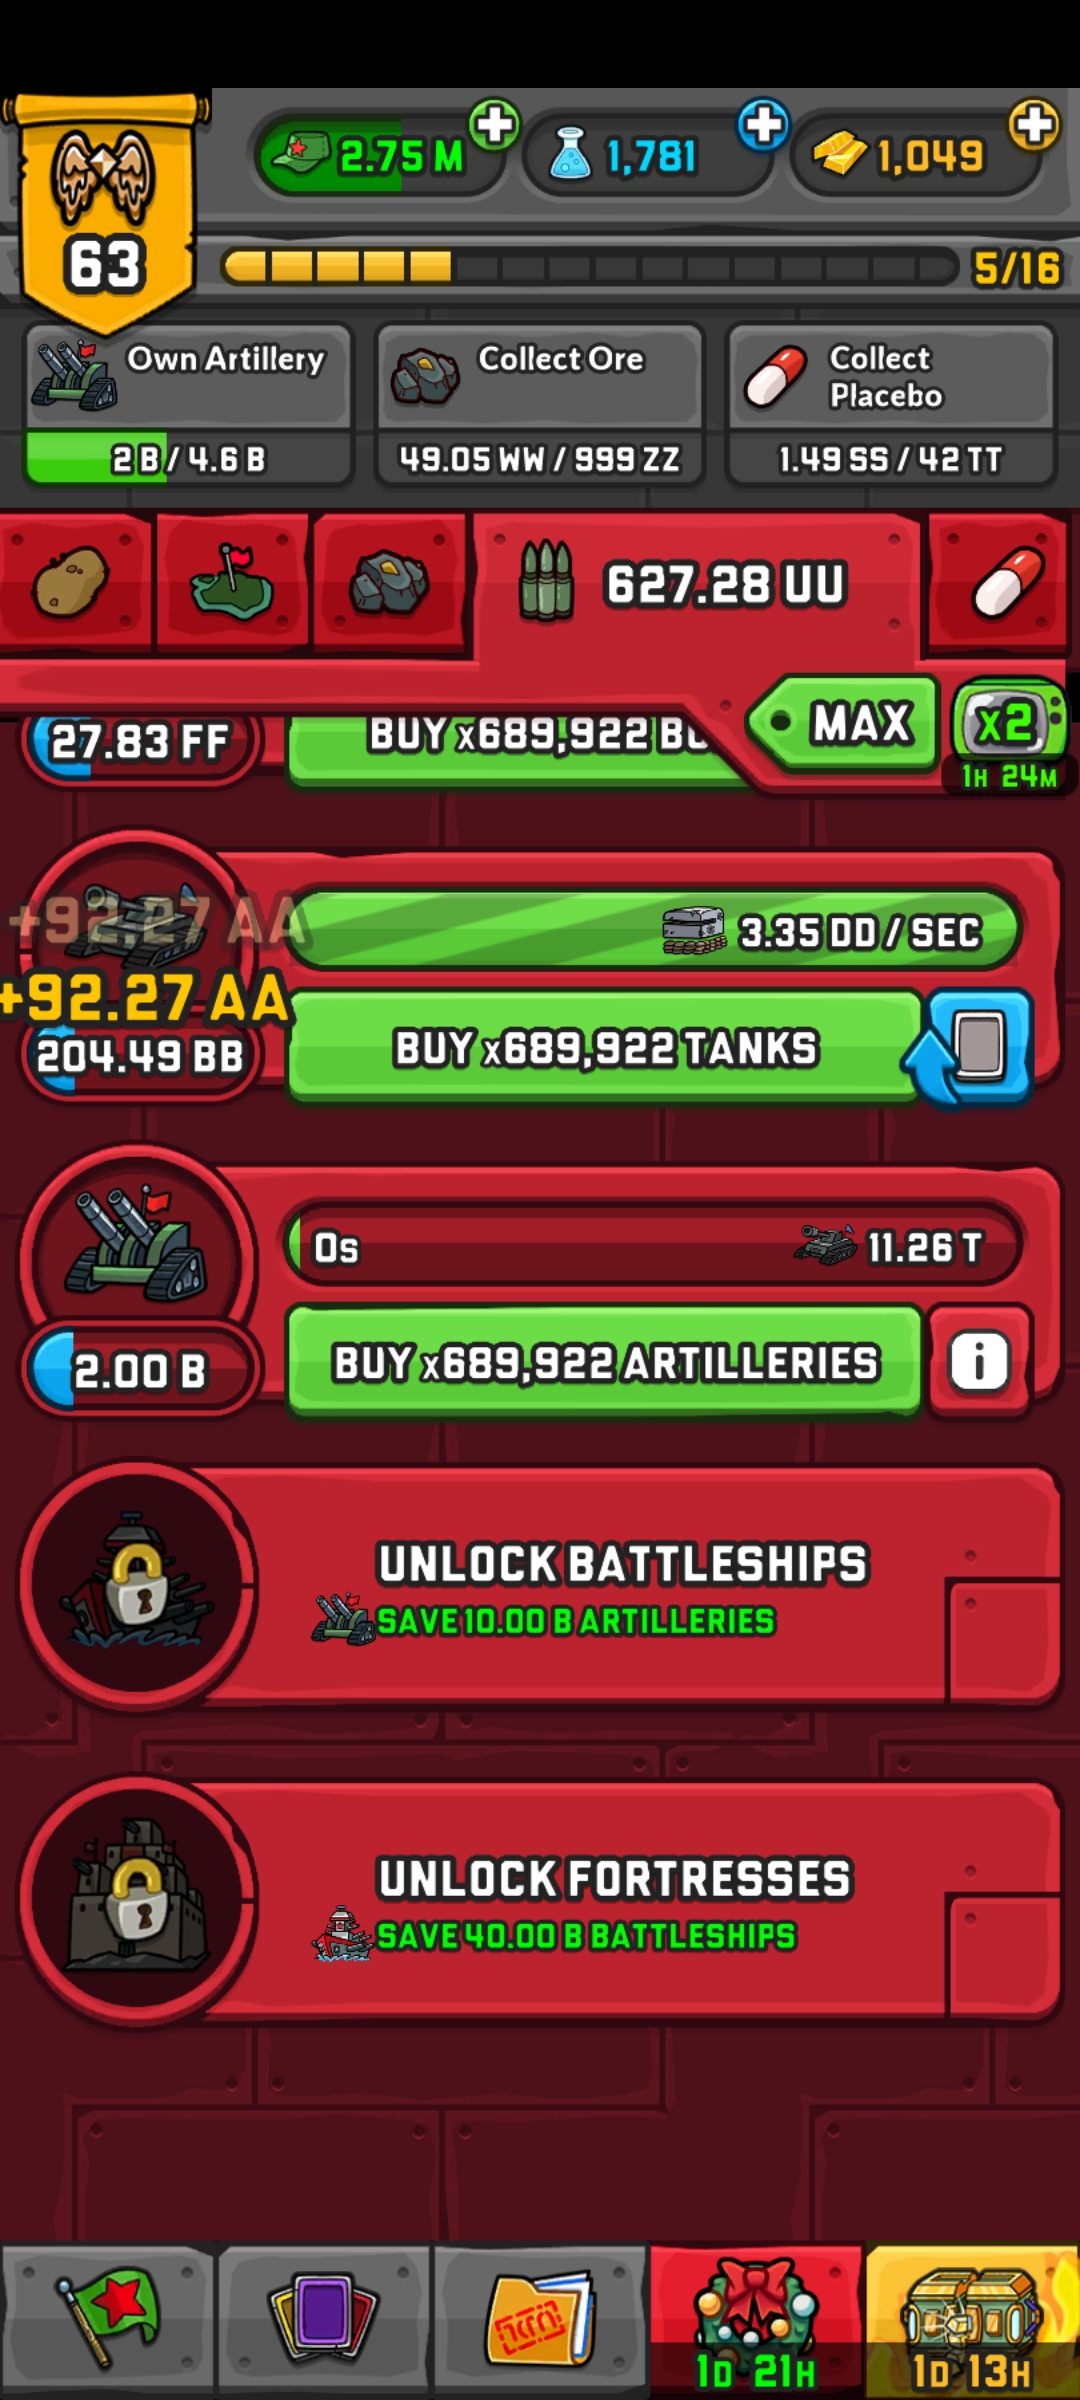 2.75 M
1,781
1,049
63
5/16
Own Artillery
2 B / 4.6 B
Collect Ore
49.05 WW / 999 ZZ
Collect
Placebo
1.49 SS / 42 TT
627.28 UU
MAX
x2
1H 24M
27.83 FF
BUY x689,922
+92.27 AA
3.35 DD / SEC
+92.27 AA
204.49 BB
BUY x689,922 TANKS
0s
11.26 T
2.00 B
BUY x689,922 ARTILLERIES
i
UNLOCK BATTLESHIPS
SAVE 10.00 B ARTILLERIES
UNLOCK FORTRESSES
SAVE 40.00 B BATTLESHIPS
1D 21H
1D 13H